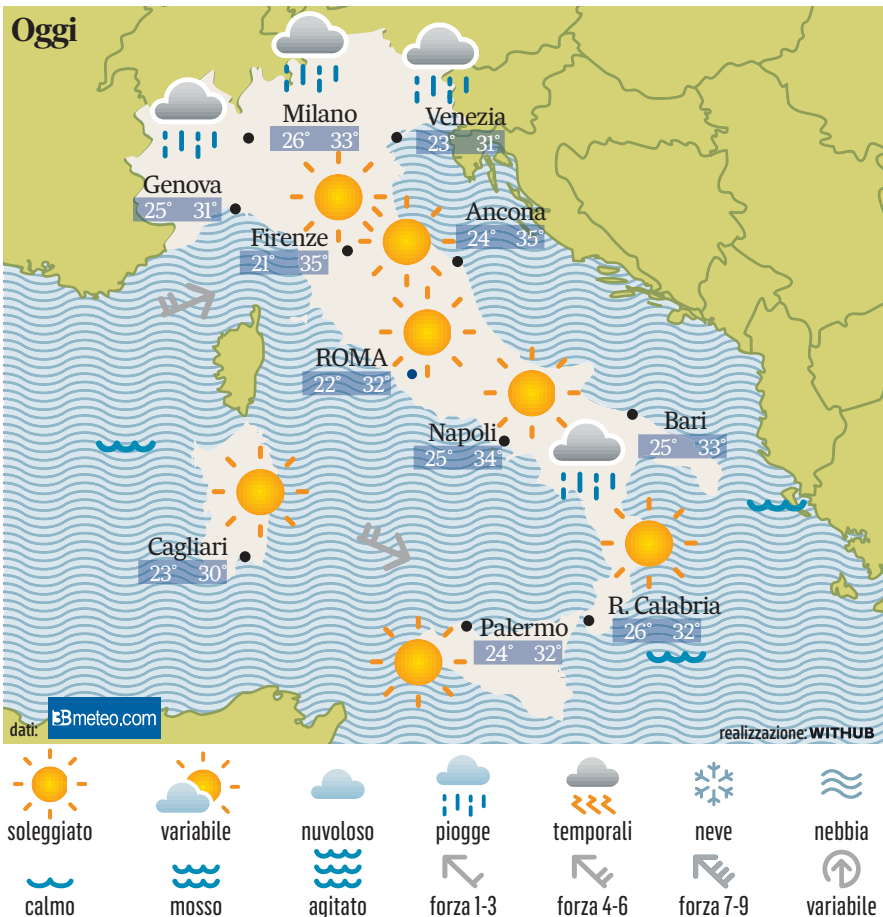 Oggi
Milano
26° 33°
Venezia
23° 31°
Genova
25° 31°
Firenze
21° 35°
Ancona
24° 35°
ROMA
22° 32°
Napoli
25° 34°
Bari
25° 33°
Cagliari
23° 30°
R. Calabria
26° 32°
Palermo
24° 32°
dati: 3Bmeteo.com
realizzazione: WITHUB
soleggiato variabile nuvoloso piogge temporali neve nebbia
calmo mosso agitato forza 1-3 forza 4-6 forza 7-9 variabile